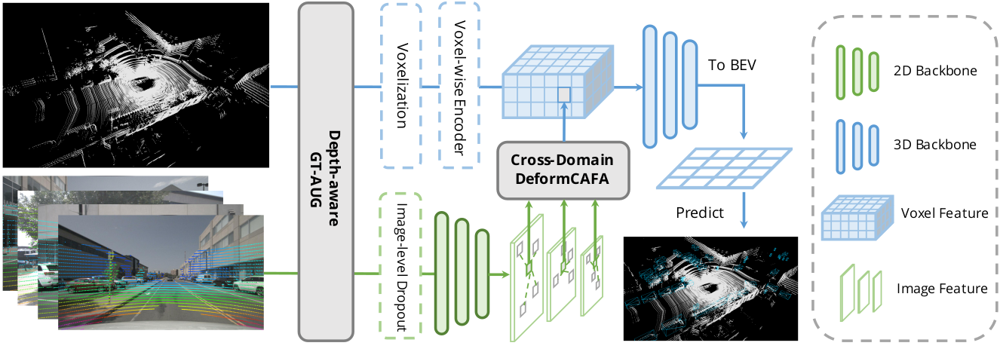 Depth-aware
GT-AUG
Voxelization
Voxel-wise Encoder
To BEV
Cross-Domain
DeformCAFA
Predict
Image-level Dropout
2D Backbone
3D Backbone
Voxel Feature
Image Feature